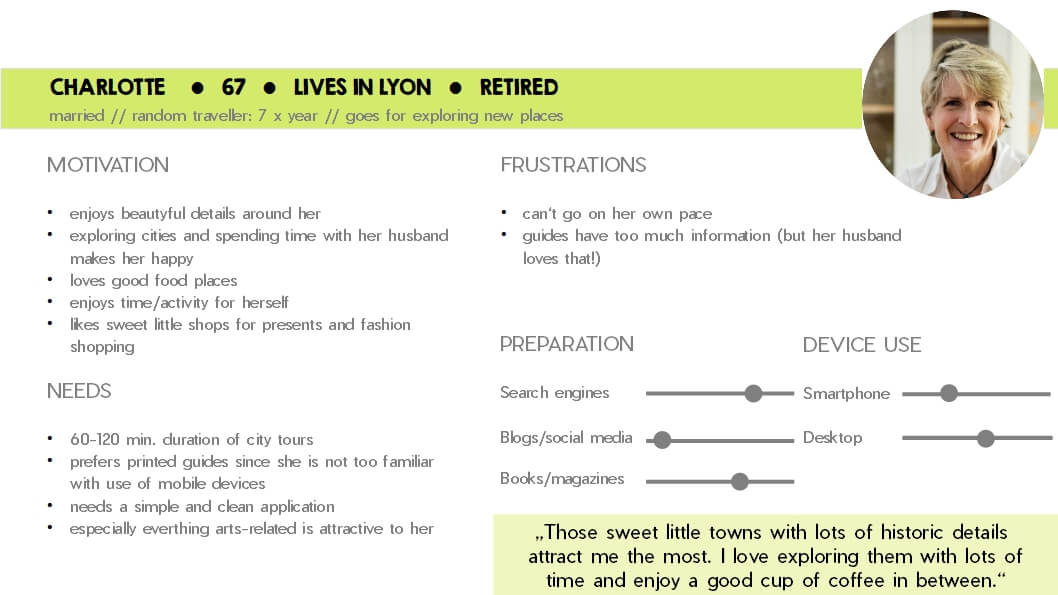 CHARLOTTE ● 67 ● LIVES IN LYON ● RETIRED
married // random traveller: 7 x year // goes for exploring new places
MOTIVATION
• enjoys beautyful details around her
• exploring cities and spending time with her husband
makes her happy
• loves good food places
• enjoys time/activity for herself
• likes sweet little shops for presents and fashion
shopping
NEEDS
• 60-120 min. duration of city tours
• prefers printed guides since she is not too familiar
with use of mobile devices
• needs a simple and clean application
• especially everthing arts-related is attractive to her
FRUSTRATIONS
• can't go on her own pace
• guides have too much information (but her husband
loves that!)
PREPARATION
Search engines
Blogs/social media
Books/magazines
DEVICE USE
Smartphone
Desktop
„Those sweet little towns with lots of historic details
attract me the most. I love exploring them with lots of
time and enjoy a good cup of coffee in between.“